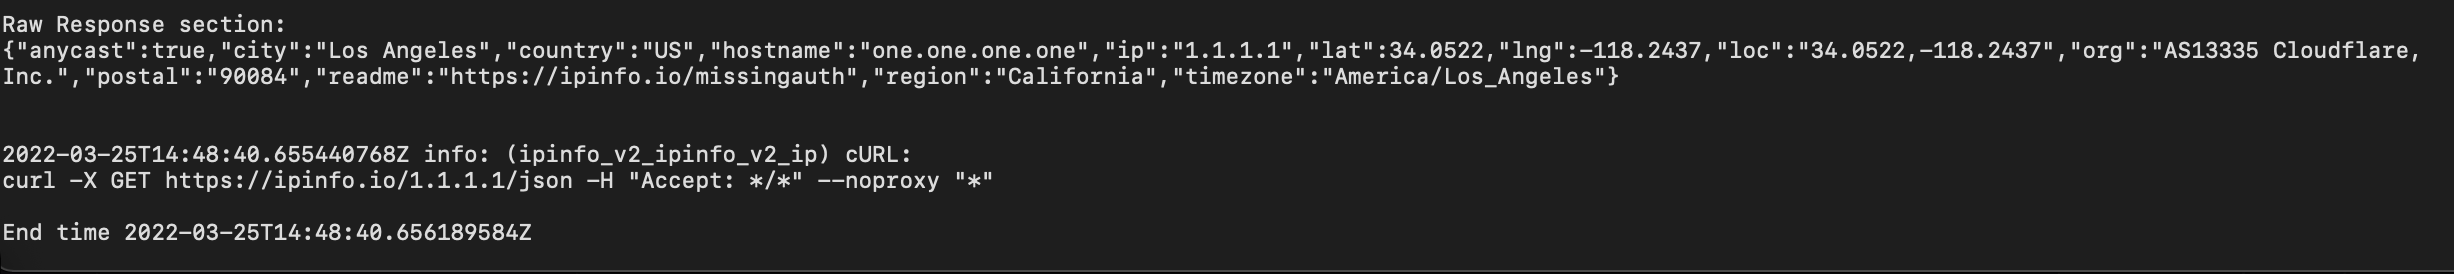 Raw Response section:
{"anycast":true,"city":"Los Angeles","country":"US","hostname":"one.one.one.one","ip":"1.1.1.1","lat":34.0522,"lng":-118.2437,"loc":"34.0522,-118.2437","org":"AS13335 Cloudflare,
Inc.","postal":"90084","readme":"https://ipinfo.io/missingauth","region":"California","timezone":"America/Los_Angeles"}
2022-03-25T14:48:40.655440768Z info: (ipinfo_v2_ipinfo_v2_ip) cURL:
curl -X GET https://ipinfo.io/1.1.1.1/json -H "Accept: */*" --noproxy "*"
End time 2022-03-25T14:48:40.656189584Z